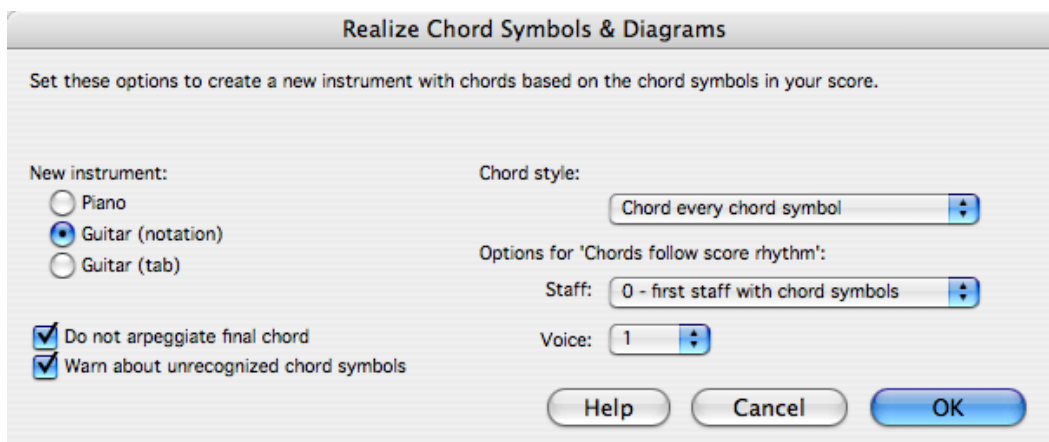 Realize Chord Symbols & Diagrams
Set these options to create a new instrument with chords based on the chord symbols in your score.
New instrument:
Piano
Guitar (notation)
Guitar (tab)
Do not arpeggiate final chord
Warn about unrecognized chord symbols
Chord style:
Chord every chord symbol
Options for 'Chords follow score rhythm':
Staff: 0 - first staff with chord symbols
Voice: 1
Help Cancel OK